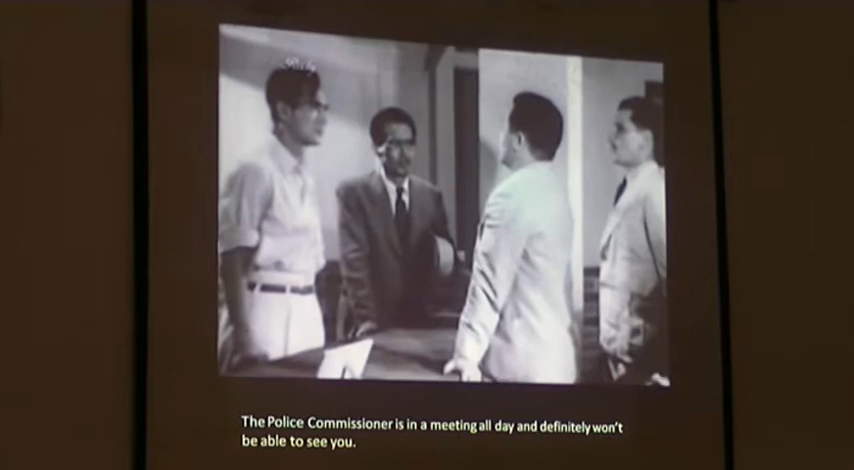 The Police Commissioner is in a meeting all day and definitely won't
be able to see you.